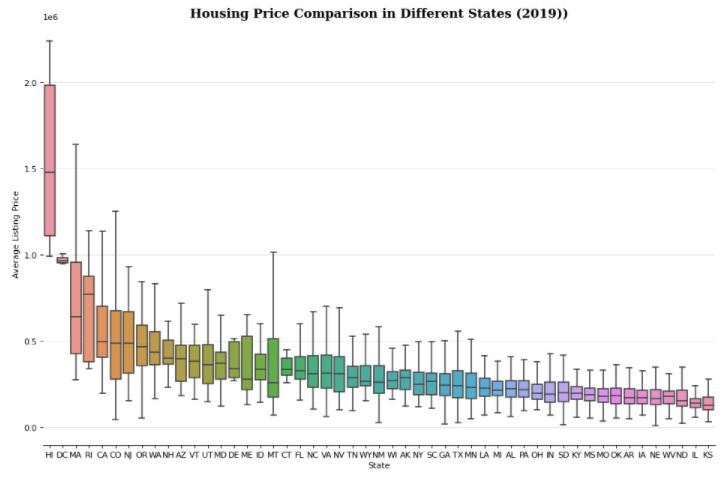 Housing Price Comparison in Different States (2019))
1e6
2.0
1.5
1.0
0.5
0.0
Average Listing Price
HI DC MA RI CA CO NJ OR WA NH AZ VT UT MD DE ME ID MT CT FL NC VA NV TN WY NM WI AK NY SC GA TX MN LA MI AL PA OH IN SD KY MS MO OK AR IA NE WV ND IL KS
State